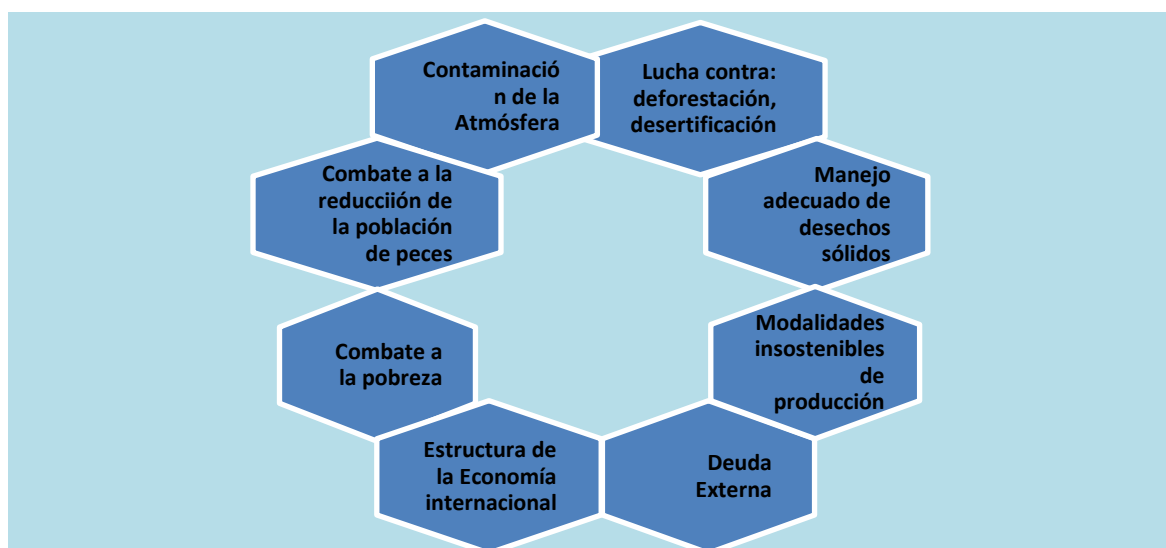 Contaminació
n de la
Atmósfera
Lucha contra:
deforestación,
desertificación
Manejo
adecuado de
desechos
sólidos
Modalidades
insostenibles
de
producción
Deuda
Externa
Estructura de
la Economía
internacional
Combate a
la pobreza
Combate a la
reducciión de
la población
de peces